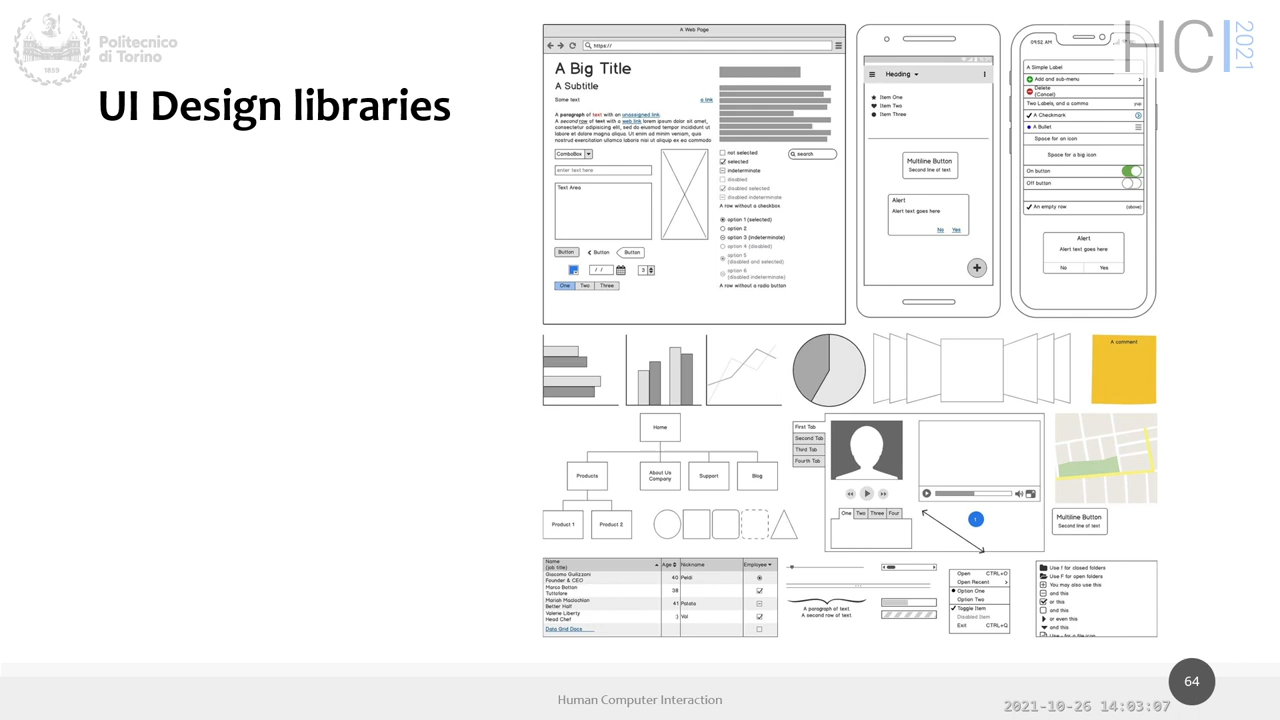 Politecnico
di Torino
1859
HCI
2021
UI Design libraries
A Web Page
https://
A Big Title
A Subtitle
Some text
a link
A paragraph of text with an unassigned link.
A second row of text with a web link lorem ipsum dolor sit amet,
consectetur adipisicing elit, sed do eiusmod tempor incididunt ut
labore et dolore magna aliqua. Ut enim ad minim veniam, quis
nostrud exercitation ullamco laboris nisi ut aliquip ex ea commodo
ComboBox
enter text here
Text Area
Button
Button
Button
/ /
3
One Two Three
not selected
selected
indeterminate
disabled
disabled selected
disabled indeterminate
A row without a checkbox
search
option 1 (selected)
option 2
option 3 (indeterminate)
option 4 (disabled)
option 5
(disabled and selected)
option 6
(disabled indeterminate)
A row without a radio button
Heading
Item One
Item Two
Item Three
Multiline Button
Second line of text
Alert
Alert text goes here
No Yes
09:52 AM
A Simple Label
Add and sub-menu
Delete
(Cancel)
Two Labels, and a comma
A Checkmark
A Bullet
Space for an icon
Space for a big icon
On button
Off button
An empty row (above)
Alert
Alert text goes here
No Yes
A comment
Home
Products
About Us
Company
Support
Blog
Product 1
Product 2
First Tab
Second Tab
Third Tab
Fourth Tab
One Two Three Four
1
Multiline Button
Second line of text
Name
(job title)
Age
Nickname
Employee
Giacomo Guilizzoni
Founder & CEO
40
Peldi
Marco Botton
Tuttofare
38
Mariah Maclachlan
Better Half
41
Patata
Valerie Liberty
Head Chef
:)
Val
Data Grid Docs
A paragraph of text.
A second row of text.
Open CTRL+O
Open Recent
Option One
Option Two
Toggle Item
Disabled Item
Exit CTRL+Q
Use f for closed folders
Use F for open folders
You may also use this
and this
or this
and this
or even this
and this
Use - for a file icon
Human Computer Interaction
64
2021-10-26 14:03:07